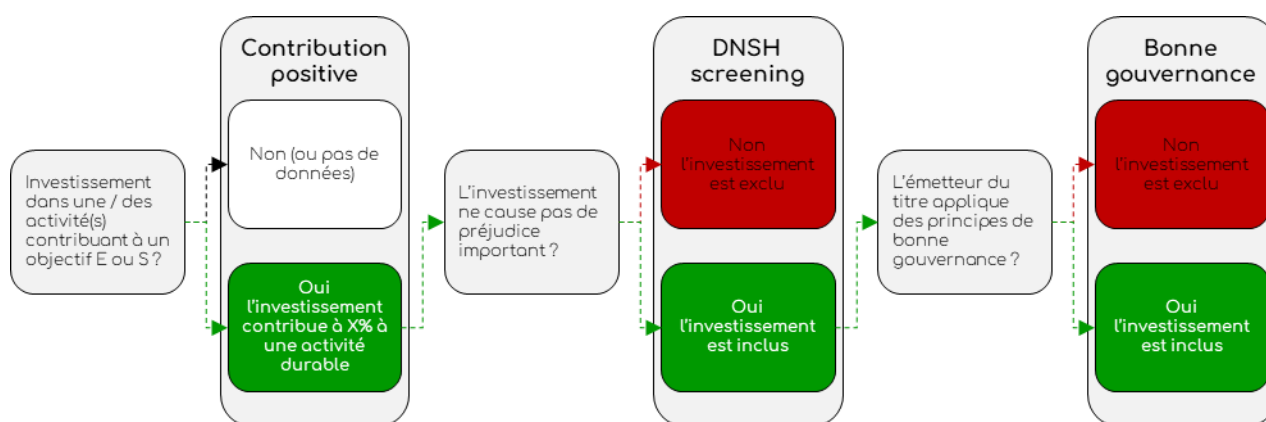 Investissement
dans une / des
activité(s)
contribuant à un
objectif E ou S ?
Contribution
positive
Non (ou pas de
données)
Oui
l'investissement
contribue à X% à
une activité
durable
L'investissement
ne cause pas de
préjudice
important ?
DNSH
screening
Non
l'investissement
est exclu
Oui
l'investissement
est inclus
L'émetteur du
titre applique
des principes de
bonne
gouvernance ?
Bonne
gouvernance
Non
l'investissement
est exclu
Oui
l'investissement
est inclus